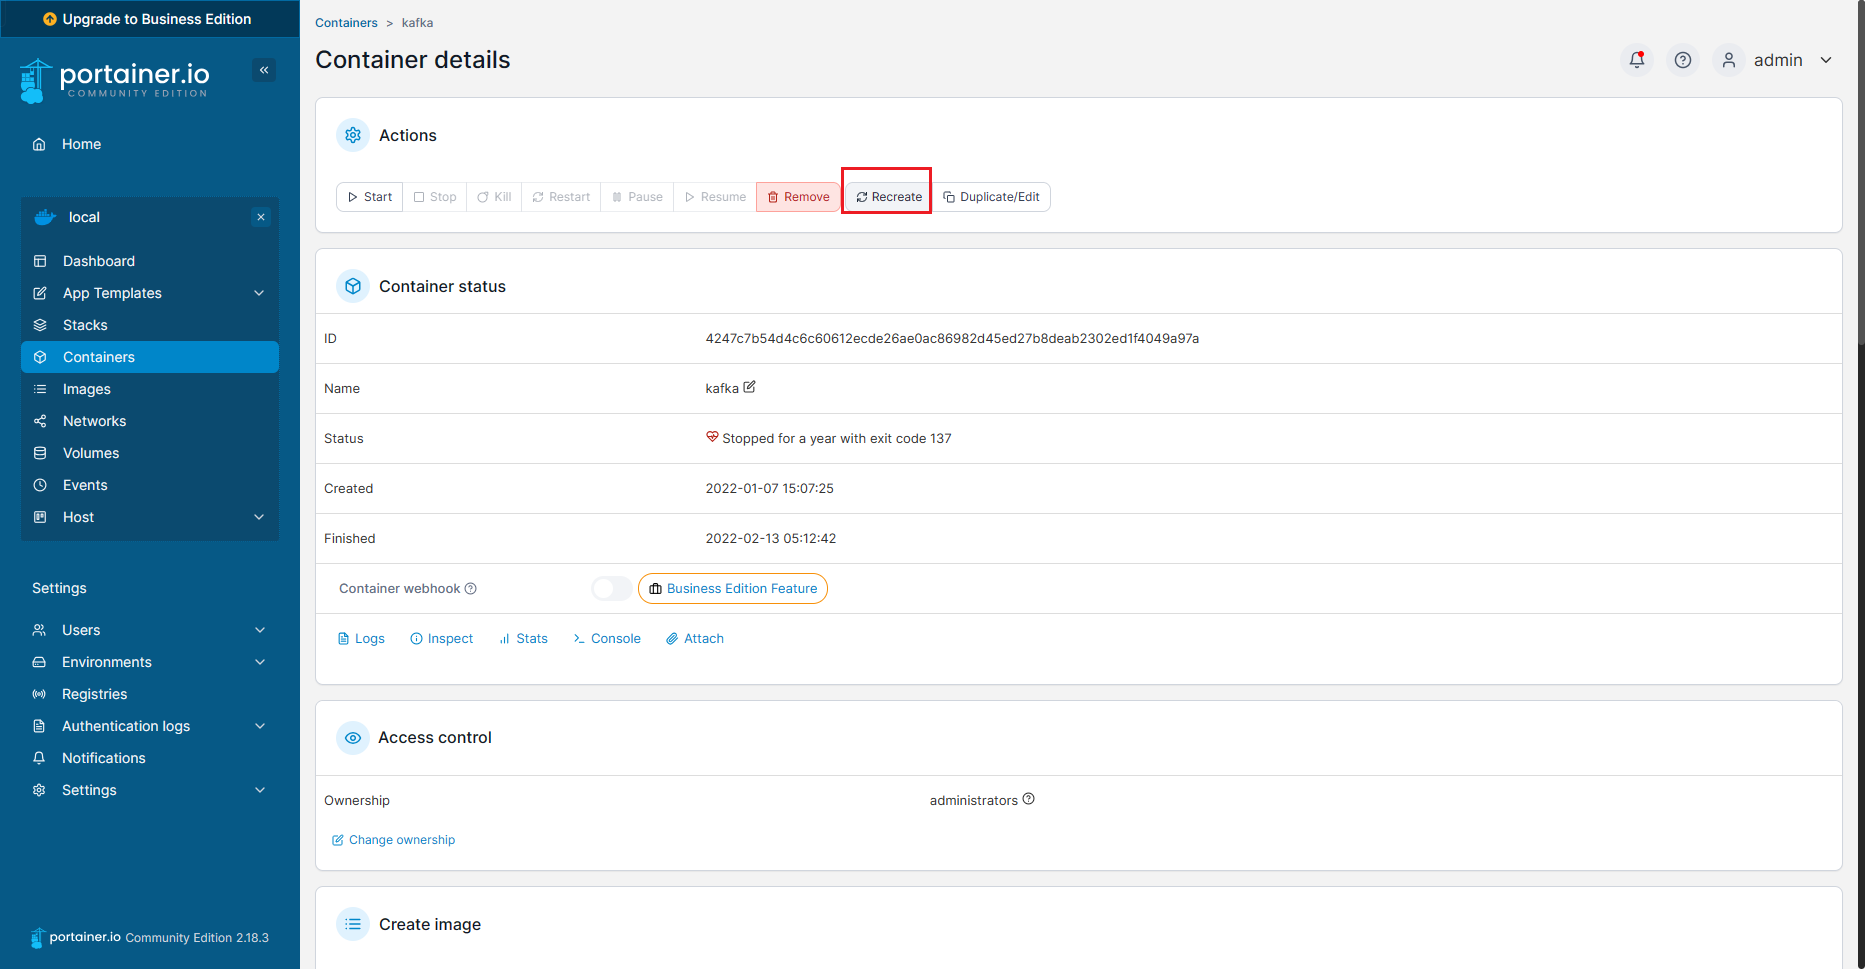 Upgrade to Business Edition
portainer.io
COMMUNITY EDITION
Home
local
Dashboard
App Templates
Stacks
Containers
Images
Networks
Volumes
Events
Host
Settings
Users
Environments
Registries
Authentication logs
Notifications
Settings
portainer.io Community Edition 2.18.3
Containers > kafka
Container details
admin
Actions
Start Stop Kill Restart Pause Resume Remove Recreate Duplicate/Edit
Container status
ID 4247c7b54d4c6c60612ecde26ae0ac86982d45ed27b8deab2302ed1f4049a97a
Name kafka
Status Stopped for a year with exit code 137
Created 2022-01-07 15:07:25
Finished 2022-02-13 05:12:42
Container webhook Business Edition Feature
Logs Inspect Stats Console Attach
Access control
Ownership administrators
Change ownership
Create image